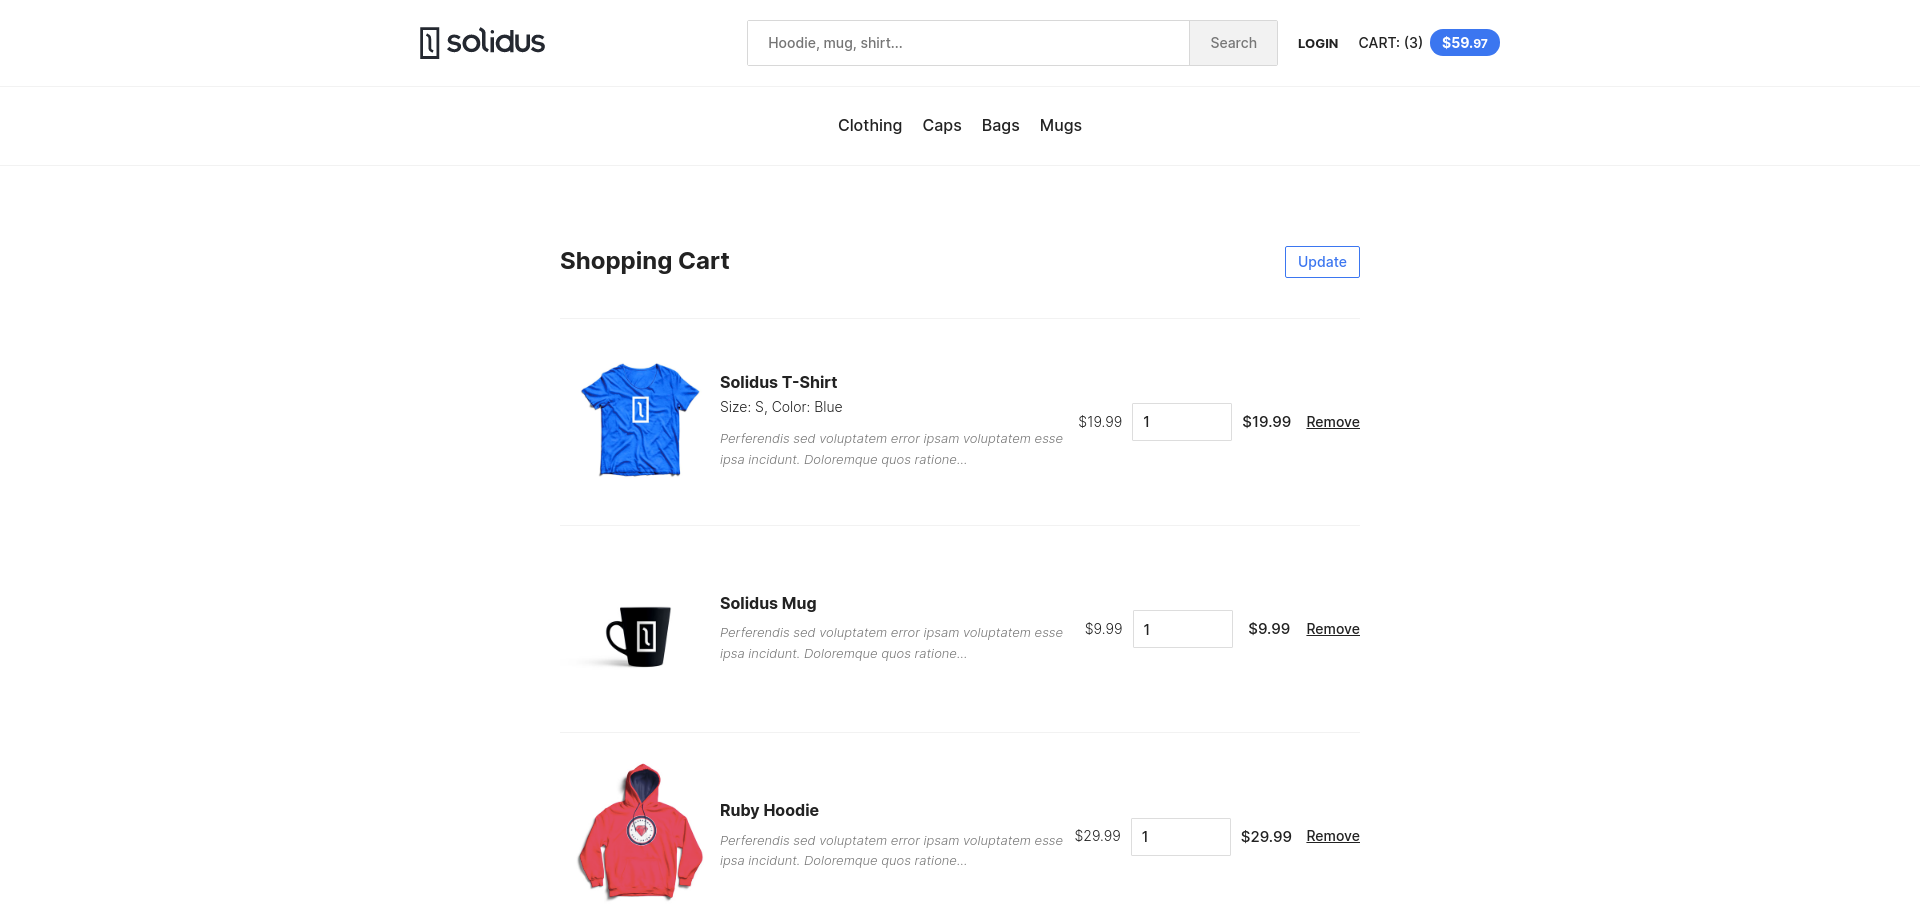 solidus
Hoodie, mug, shirt...
Search
LOGIN
CART: (3) $59.97
Clothing Caps Bags Mugs
Shopping Cart
Update
Solidus T-Shirt
Size: S, Color: Blue
Perferendis sed voluptatem error ipsam voluptatem esse
ipsa incidunt. Doloremque quos ratione...
$19.99 1 $19.99 Remove
Solidus Mug
Perferendis sed voluptatem error ipsam voluptatem esse
ipsa incidunt. Doloremque quos ratione...
$9.99 1 $9.99 Remove
Ruby Hoodie
Perferendis sed voluptatem error ipsam voluptatem esse
ipsa incidunt. Doloremque quos ratione...
$29.99 1 $29.99 Remove